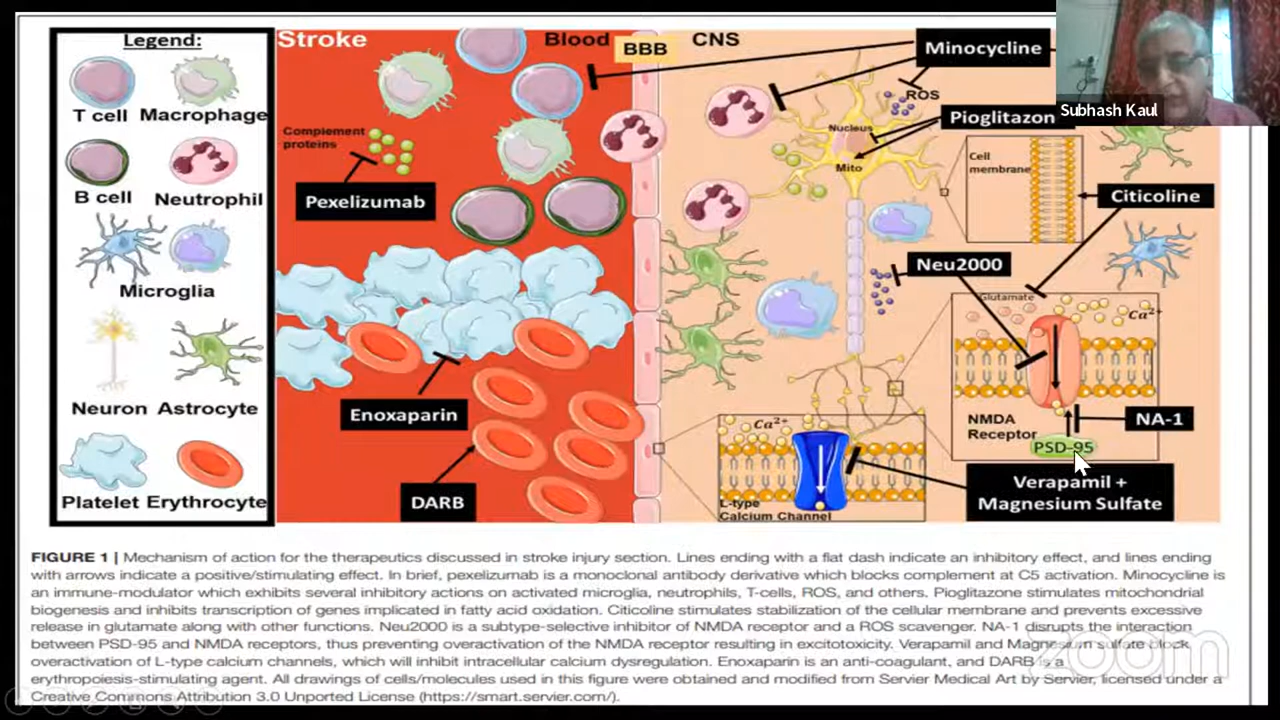 Legend:
T cell Macrophage
B cell Neutrophil
Microglia
Neuron Astrocyte
Platelet Erythrocyte
Stroke
Blood
BBB
CNS
Complement
proteins
Pexelizumab
Enoxaparin
DARB
Minocycline
ROS
Pioglitazon
Nucleus
Mito
Cell
membrane
Citicoline
Neu2000
Glutamate
Ca²⁺
NMDA
Receptor
NA-1
PSD-95
Ca²⁺
L-type
Calcium Channel
Verapamil +
Magnesium Sulfate
Subhash Kaul
FIGURE 1 | Mechanism of action for the therapeutics discussed in stroke injury section. Lines ending with a flat dash indicate an inhibitory effect, and lines ending
with arrows indicate a positive/stimulating effect. In brief, pexelizumab is a monoclonal antibody derivative which blocks complement at C5 activation. Minocycline is
an immune-modulator which exhibits several inhibitory actions on activated microglia, neutrophils, T-cells, ROS, and others. Pioglitazone stimulates mitochondrial
biogenesis and inhibits transcription of genes implicated in fatty acid oxidation. Citicoline stimulates stabilization of the cellular membrane and prevents excessive
release in glutamate along with other functions. Neu2000 is a subtype-selective inhibitor of NMDA receptor and a ROS scavenger. NA-1 disrupts the interaction
between PSD-95 and NMDA receptors, thus preventing overactivation of the NMDA receptor resulting in excitotoxicity. Verapamil and Magnesium sulfate block
overactivation of L-type calcium channels, which will inhibit intracellular calcium dysregulation. Enoxaparin is an anti-coagulant, and DARB is a
erythropoiesis-stimulating agent. All drawings of cells/molecules used in this figure were obtained and modified from Servier Medical Art by Servier, licensed under a
Creative Commons Attribution 3.0 Unported License (https://smart.servier.com/).
zoom